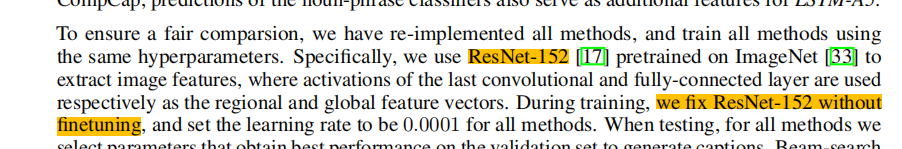 CompCap, predictions of the noun-phrase classifiers also serve as additional features for LSTM-A5.
To ensure a fair comparsion, we have re-implemented all methods, and train all methods using
the same hyperparameters. Specifically, we use ResNet-152 [17] pretrained on ImageNet [33] to
extract image features, where activations of the last convolutional and fully-connected layer are used
respectively as the regional and global feature vectors. During training, we fix ResNet-152 without
finetuning, and set the learning rate to be 0.0001 for all methods. When testing, for all methods we
select parameters that obtain best performance on the validation set to generate captions. Beam-search